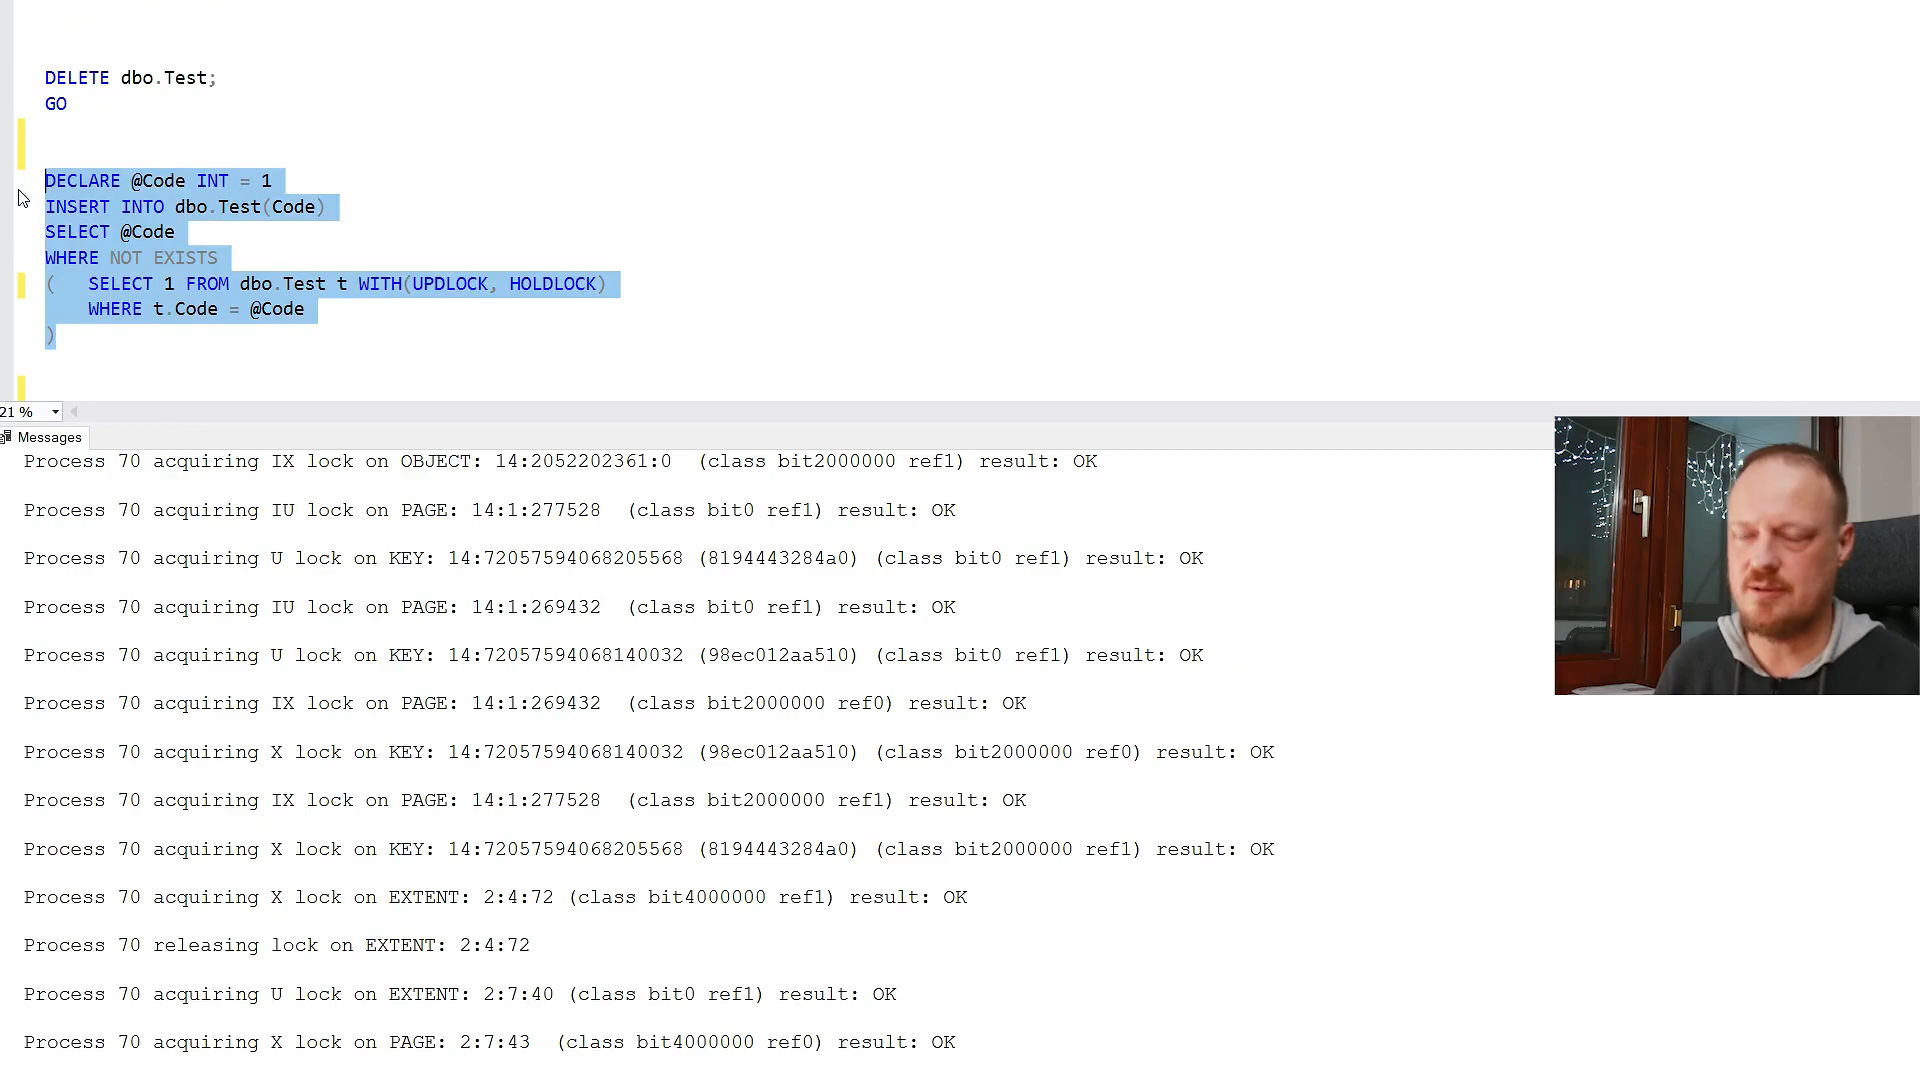 DELETE dbo.Test;
GO
DECLARE @Code INT = 1
INSERT INTO dbo.Test(Code)
SELECT @Code
WHERE NOT EXISTS
(   SELECT 1 FROM dbo.Test t WITH(UPDLOCK, HOLDLOCK)
    WHERE t.Code = @Code
)
21 %
Messages
Process 70 acquiring IX lock on OBJECT: 14:2052202361:0  (class bit2000000 ref1) result: OK
Process 70 acquiring IU lock on PAGE: 14:1:277528  (class bit0 ref1) result: OK
Process 70 acquiring U lock on KEY: 14:72057594068205568 (8194443284a0) (class bit0 ref1) result: OK
Process 70 acquiring IU lock on PAGE: 14:1:269432  (class bit0 ref1) result: OK
Process 70 acquiring U lock on KEY: 14:72057594068140032 (98ec012aa510) (class bit0 ref1) result: OK
Process 70 acquiring IX lock on PAGE: 14:1:269432  (class bit2000000 ref0) result: OK
Process 70 acquiring X lock on KEY: 14:72057594068140032 (98ec012aa510) (class bit2000000 ref0) result: OK
Process 70 acquiring IX lock on PAGE: 14:1:277528  (class bit2000000 ref1) result: OK
Process 70 acquiring X lock on KEY: 14:72057594068205568 (8194443284a0) (class bit2000000 ref1) result: OK
Process 70 acquiring X lock on EXTENT: 2:4:72 (class bit4000000 ref1) result: OK
Process 70 releasing lock on EXTENT: 2:4:72
Process 70 acquiring U lock on EXTENT: 2:7:40 (class bit0 ref1) result: OK
Process 70 acquiring X lock on PAGE: 2:7:43  (class bit4000000 ref0) result: OK